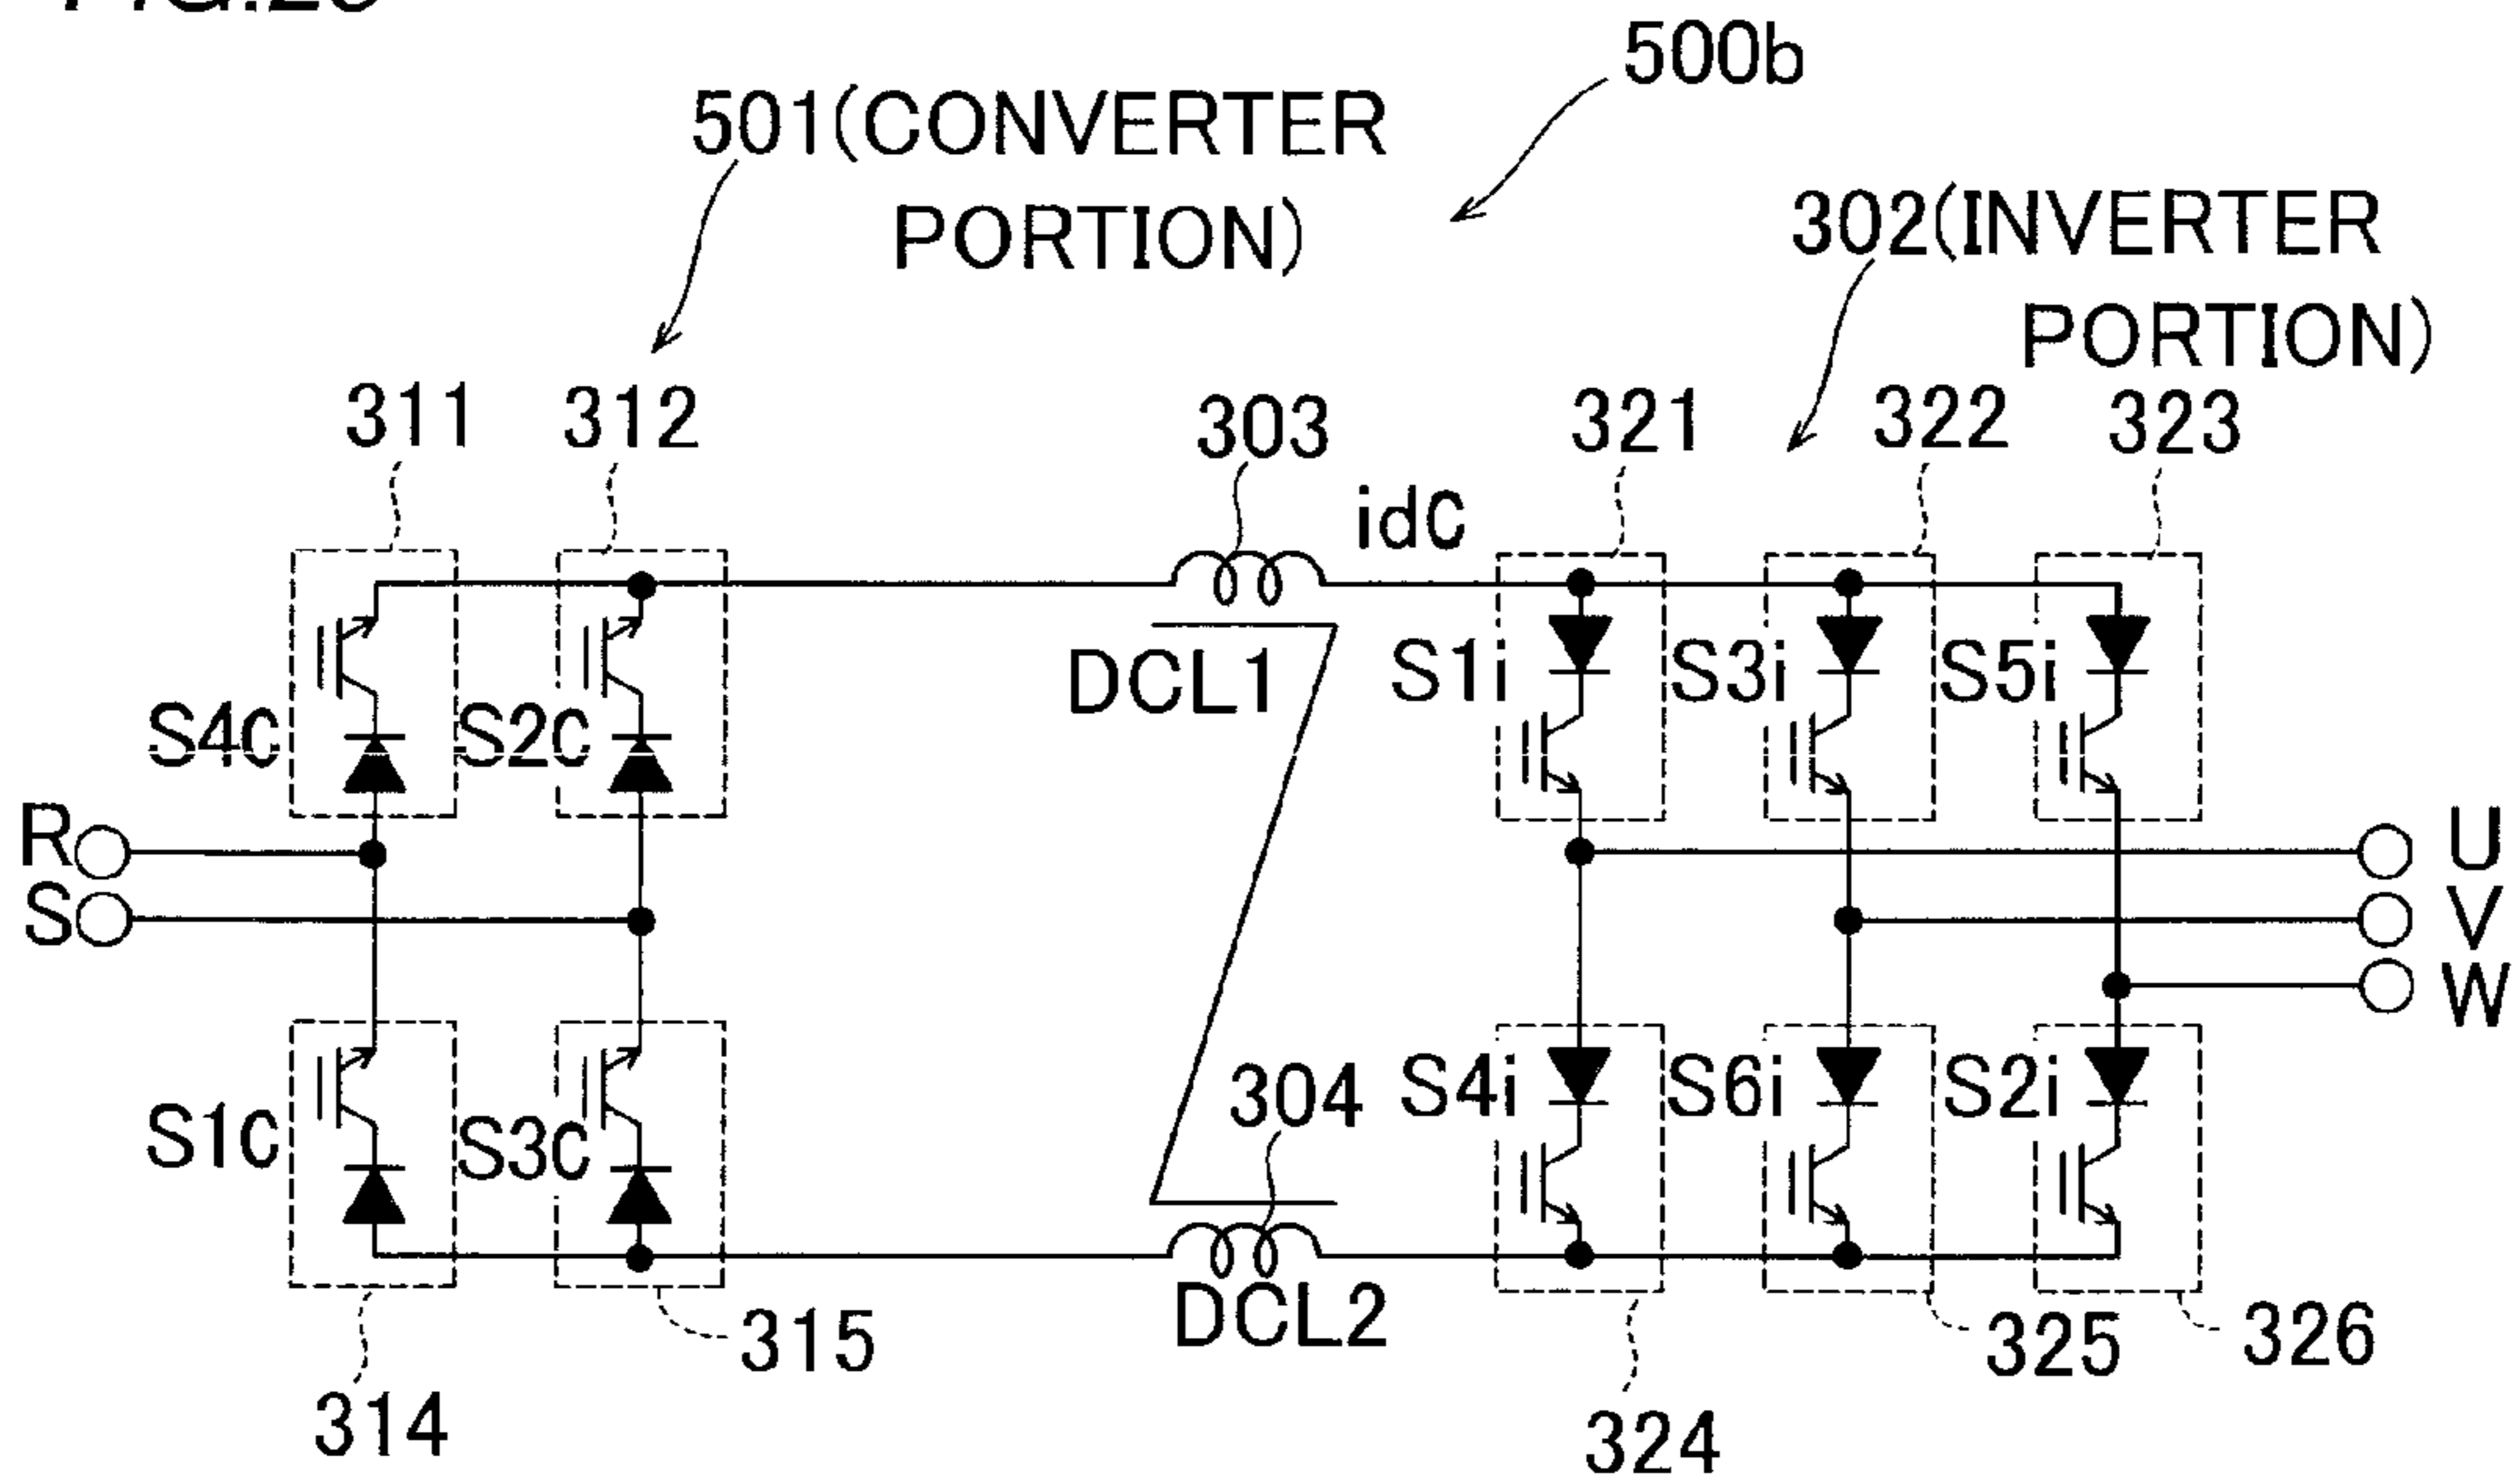 500b
501(CONVERTER
PORTION)
302(INVERTER
PORTION)
311
312
303
321
322
323
idc
S4c
S2c
DCL1
S1i
S3i
S5i
R
S
U
V
W
S1c
S3c
304
S4i
S6i
S2i
DCL2
314
315
324
325
326